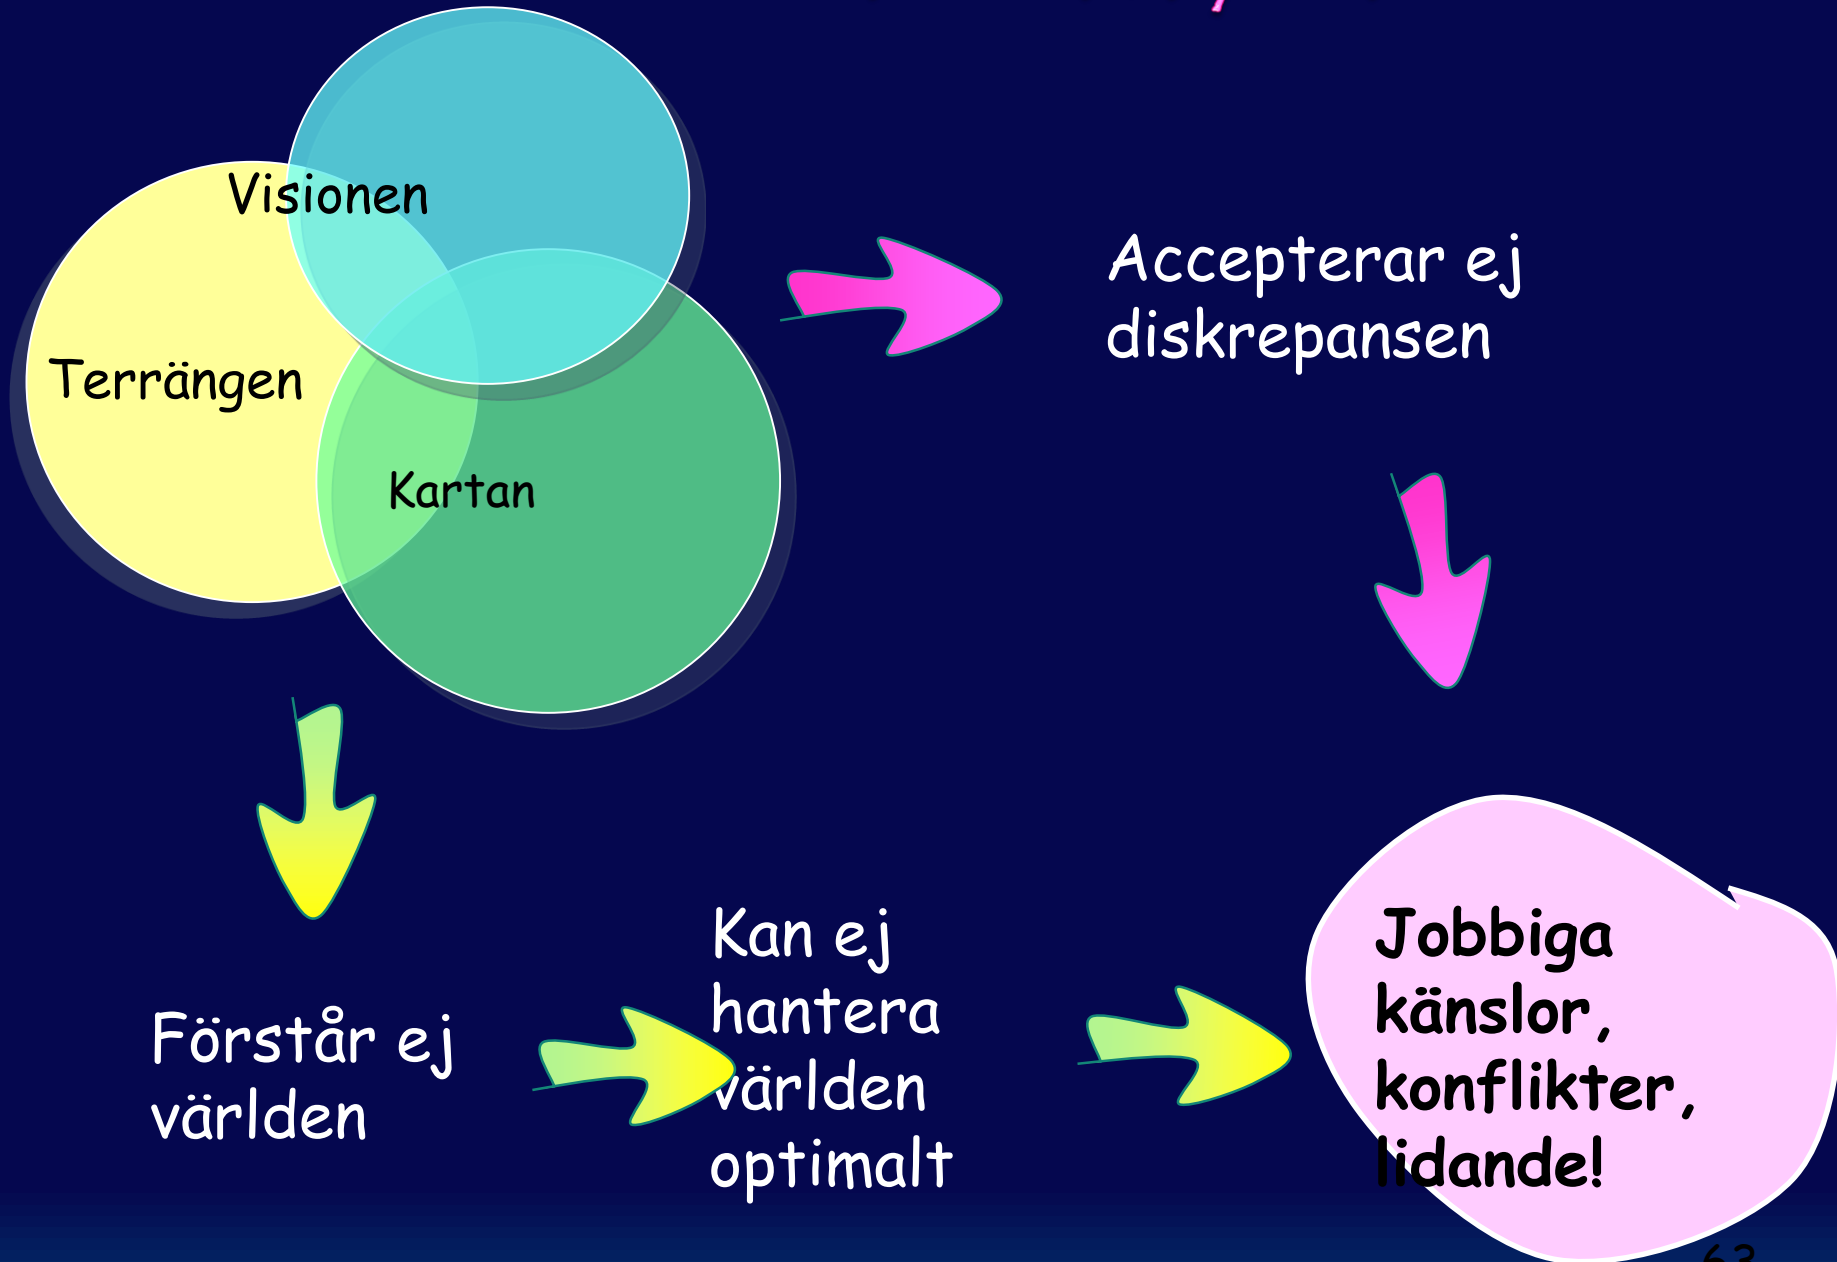 Visionen
Terrängen
Kartan
Accepterar ej
diskrepansen
Förstår ej
världen
Kan ej
hantera
världen
optimalt
Jobbiga
känslor,
konflikter,
lidande!